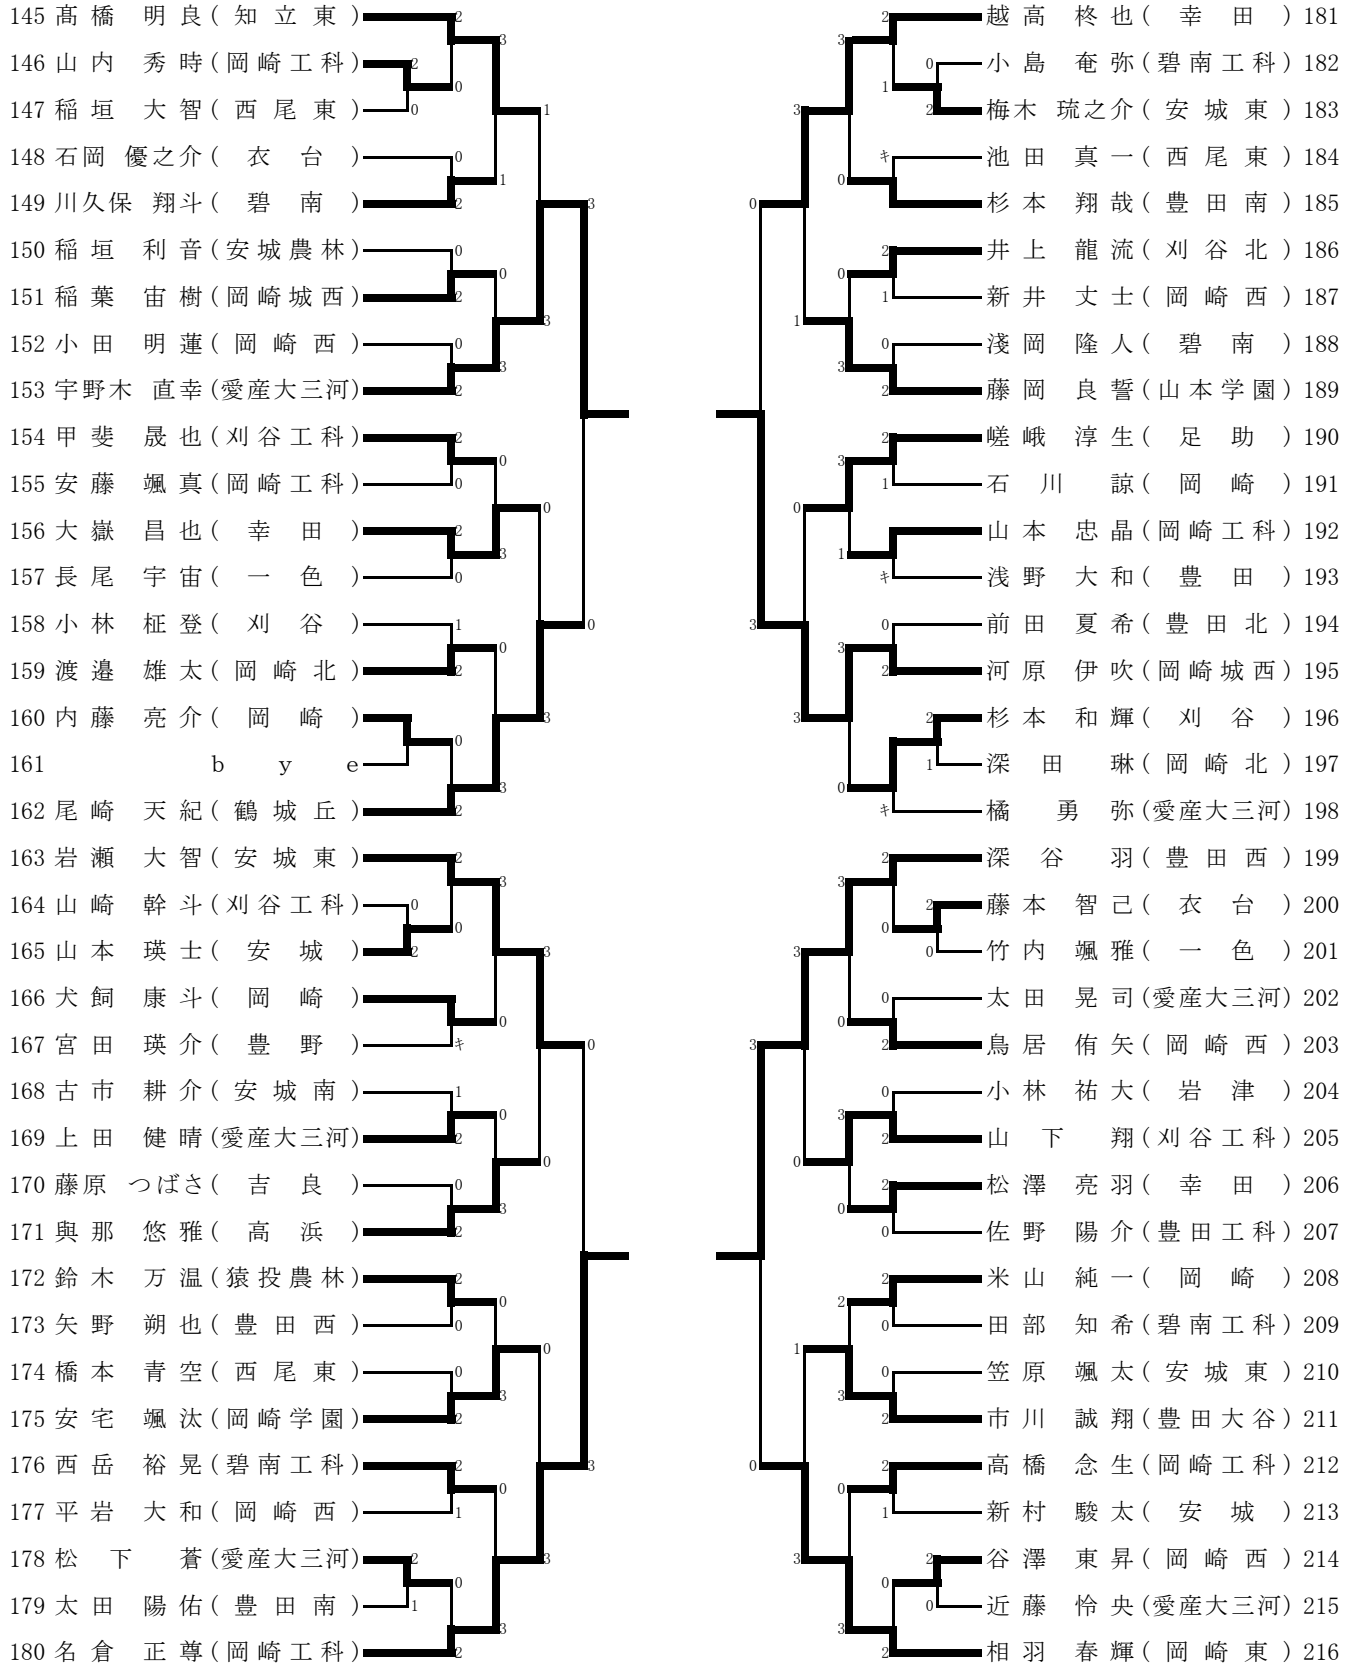 145 髙橋 明良(知立東)
146 山内 秀時(岡崎工科)
147 稲垣 大智(西尾東)
148 石岡 優之介(衣台)
149 川久保 翔斗(碧南)
150 稲垣 利音(安城農林)
151 稲葉 宙樹(岡崎城西)
152 小田 明蓮(岡崎西)
153 宇野木 直幸(愛産大三河)
154 甲斐 晟也(刈谷工科)
155 安藤 颯真(岡崎工科)
156 大嶽 昌也(幸田)
157 長尾 宇宙(一色)
158 小林 柾登(刈谷)
159 渡邉 雄太(岡崎北)
160 内藤 亮介(岡崎)
161 bye
162 尾崎 天紀(鶴城丘)
163 岩瀬 大智(安城東)
164 山崎 幹斗(刈谷工科)
165 山本 瑛士(安城)
166 犬飼 康斗(岡崎)
167 宮田 瑛介(豊野)
168 古市 耕介(安城南)
169 上田 健晴(愛産大三河)
170 藤原 つばさ(吉良)
171 與那 悠雅(高浜)
172 鈴木 万温(猿投農林)
173 矢野 朔也(豊田西)
174 橋本 青空(西尾東)
175 安宅 颯汰(岡崎学園)
176 西岳 裕晃(碧南工科)
177 平岩 大和(岡崎西)
178 松下 蒼(愛産大三河)
179 太田 陽佑(豊田南)
180 名倉 正尊(岡崎工科)
越高 柊也(幸田)181
小島 奄弥(碧南工科)182
梅木 琉之介(安城東)183
池田 真一(西尾東)184
杉本 翔哉(豊田南)185
井上 龍流(刈谷北)186
新井 丈士(岡崎西)187
淺岡 隆人(碧南)188
藤岡 良誓(山本学園)189
嵯峨 淳生(足助)190
石川 諒(岡崎)191
山本 忠晶(岡崎工科)192
浅野 大和(豊田)193
前田 夏希(豊田北)194
河原 伊吹(岡崎城西)195
杉本 和輝(刈谷)196
深田 琳(岡崎北)197
橘 勇弥(愛産大三河)198
深谷 羽(豊田西)199
藤本 智己(衣台)200
竹内 颯雅(一色)201
太田 晃司(愛産大三河)202
鳥居 侑矢(岡崎西)203
小林 祐大(岩津)204
山下 翔(刈谷工科)205
松澤 亮羽(幸田)206
佐野 陽介(豊田工科)207
米山 純一(岡崎)208
田部 知希(碧南工科)209
笠原 颯太(安城東)210
市川 誠翔(豊田大谷)211
高橋 念生(岡崎工科)212
新村 駿太(安城)213
谷澤 東昇(岡崎西)214
近藤 怜央(愛産大三河)215
相羽 春輝(岡崎東)216